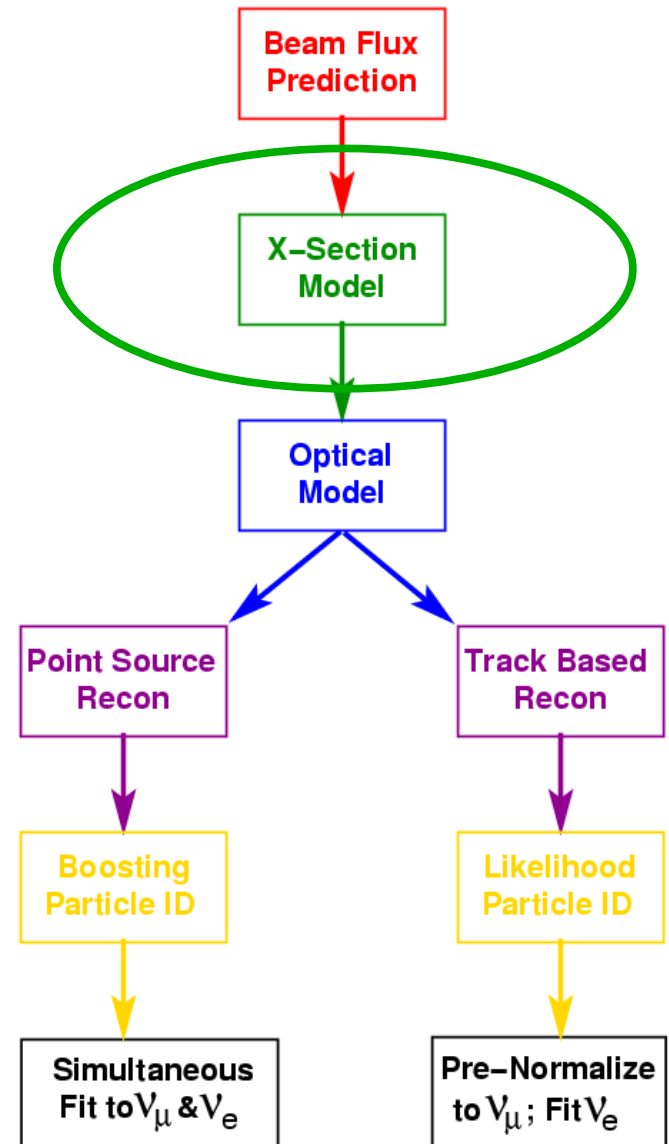 Beam Flux
Prediction
X-Section
Model
Optical
Model
Point Source
Recon
Track Based
Recon
Boosting
Particle ID
Likelihood
Particle ID
Simultaneous
Fit to νμ & νe
Pre-Normalize
to νμ ; Fit νe